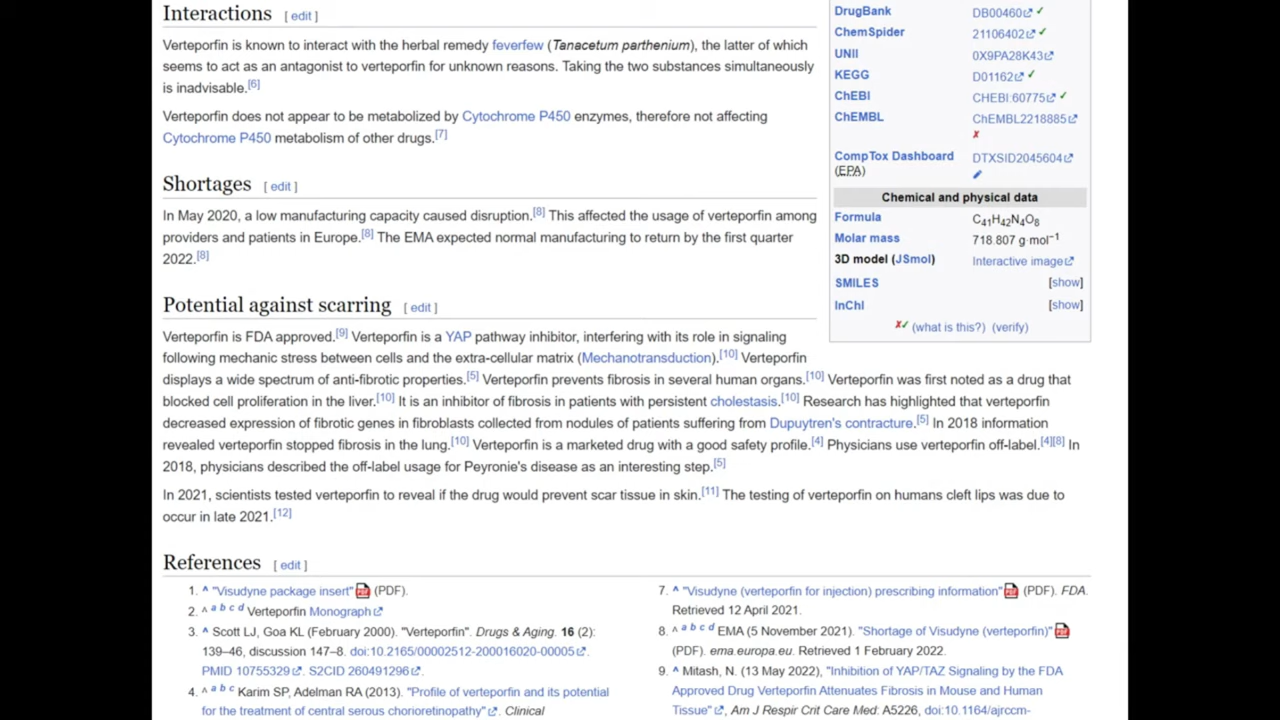 Interactions [ edit ]
Verteporfin is known to interact with the herbal remedy feverfew (Tanacetum parthenium), the latter of which
seems to act as an antagonist to verteporfin for unknown reasons. Taking the two substances simultaneously
is inadvisable.[6]
Verteporfin does not appear to be metabolized by Cytochrome P450 enzymes, therefore not affecting
Cytochrome P450 metabolism of other drugs.[7]
Shortages [ edit ]
In May 2020, a low manufacturing capacity caused disruption.[8] This affected the usage of verteporfin among
providers and patients in Europe.[8] The EMA expected normal manufacturing to return by the first quarter
2022.[8]
DrugBank DB00460 ✓
ChemSpider 21106402 ✓
UNII 0X9PA28K43
KEGG D01162 ✓
ChEBI CHEBI:60775 ✓
ChEMBL ChEMBL2218885
✗
CompTox Dashboard DTXSID2045604
(EPA)
Chemical and physical data
Formula C41H42N4O8
Molar mass 718.807 g·mol−1
3D model (JSmol) Interactive image
SMILES [show]
InChI [show]
✗✓ (what is this?) (verify)
Potential against scarring [ edit ]
Verteporfin is FDA approved.[9] Verteporfin is a YAP pathway inhibitor, interfering with its role in signaling
following mechanic stress between cells and the extra-cellular matrix (Mechanotransduction).[10] Verteporfin
displays a wide spectrum of anti-fibrotic properties.[5] Verteporfin prevents fibrosis in several human organs.[10] Verteporfin was first noted as a drug that
blocked cell proliferation in the liver.[10] It is an inhibitor of fibrosis in patients with persistent cholestasis.[10] Research has highlighted that verteporfin
decreased expression of fibrotic genes in fibroblasts collected from nodules of patients suffering from Dupuytren's contracture.[5] In 2018 information
revealed verteporfin stopped fibrosis in the lung.[10] Verteporfin is a marketed drug with a good safety profile.[4] Physicians use verteporfin off-label.[4][8] In
2018, physicians described the off-label usage for Peyronie's disease as an interesting step.[5]
In 2021, scientists tested verteporfin to reveal if the drug would prevent scar tissue in skin.[11] The testing of verteporfin on humans cleft lips was due to
occur in late 2021.[12]
References [ edit ]
1. ^ "Visudyne package insert" (PDF).
2. ^ a b c d Verteporfin Monograph
3. ^ Scott LJ, Goa KL (February 2000). "Verteporfin". Drugs & Aging. 16 (2):
139–46, discussion 147–8. doi:10.2165/00002512-200016020-00005.
PMID 10755329. S2CID 260491296.
4. ^ a b c Karim SP, Adelman RA (2013). "Profile of verteporfin and its potential
for the treatment of central serous chorioretinopathy". Clinical
7. ^ "Visudyne (verteporfin for injection) prescribing information" (PDF). FDA.
Retrieved 12 April 2021.
8. ^ a b c d EMA (5 November 2021). "Shortage of Visudyne (verteporfin)"
(PDF). ema.europa.eu. Retrieved 1 February 2022.
9. ^ Mitash, N. (13 May 2022), "Inhibition of YAP/TAZ Signaling by the FDA
Approved Drug Verteporfin Attenuates Fibrosis in Mouse and Human
Tissue", Am J Respir Crit Care Med: A5226, doi:10.1164/ajrccm-